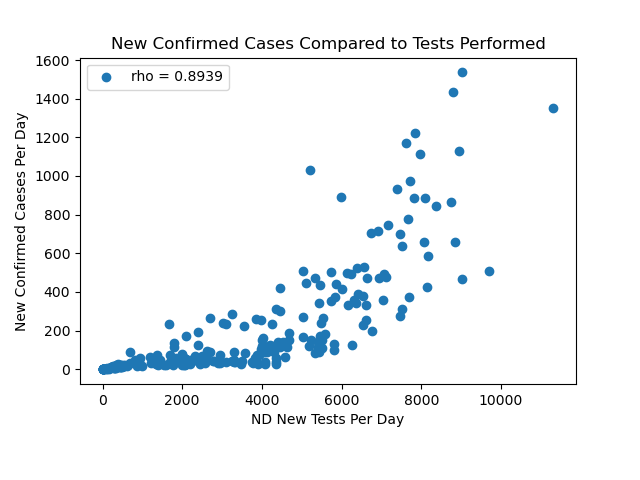 New Confirmed Cases Compared to Tests Performed
rho = 0.8939
1600
1400
1200
1000
800
600
400
200
0
New Confirmed Caeses Per Day
0 2000 4000 6000 8000 10000
ND New Tests Per Day